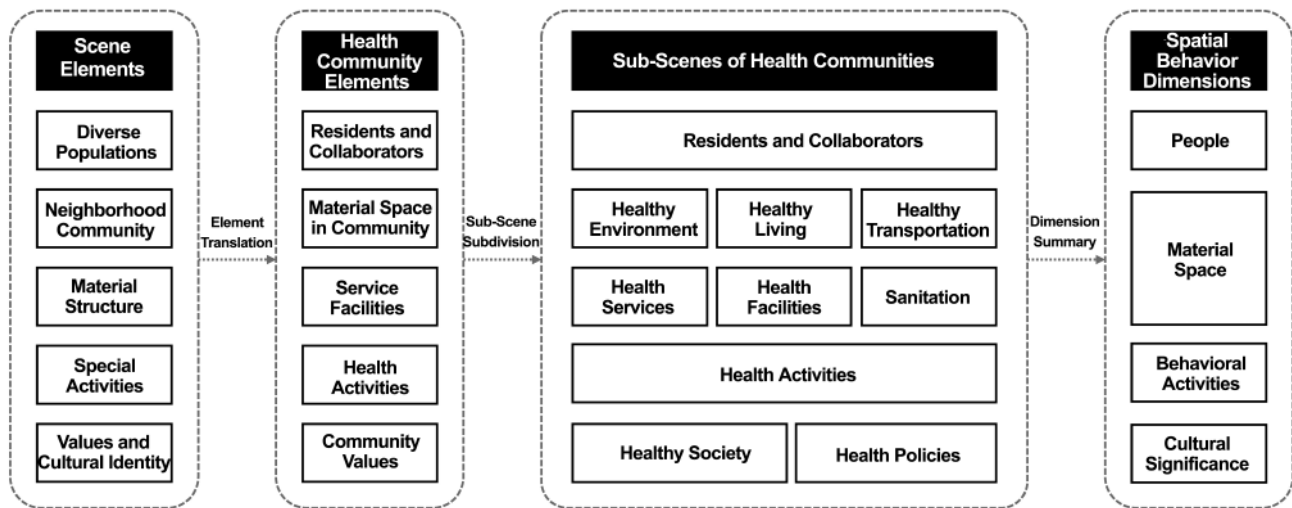 Scene
Elements
Diverse
Populations
Neighborhood
Community
Material
Structure
Special
Activities
Values and
Cultural Identity
Element
Translation
Health
Community
Elements
Residents and
Collaborators
Material Space
in Community
Service
Facilities
Health
Activities
Community
Values
Sub-Scene
Subdivision
Sub-Scenes of Health Communities
Residents and Collaborators
Healthy
Environment
Healthy
Living
Healthy
Transportation
Health
Services
Health
Facilities
Sanitation
Health Activities
Healthy Society
Health Policies
Dimension
Summary
Spatial
Behavior
Dimensions
People
Material
Space
Behavioral
Activities
Cultural
Significance